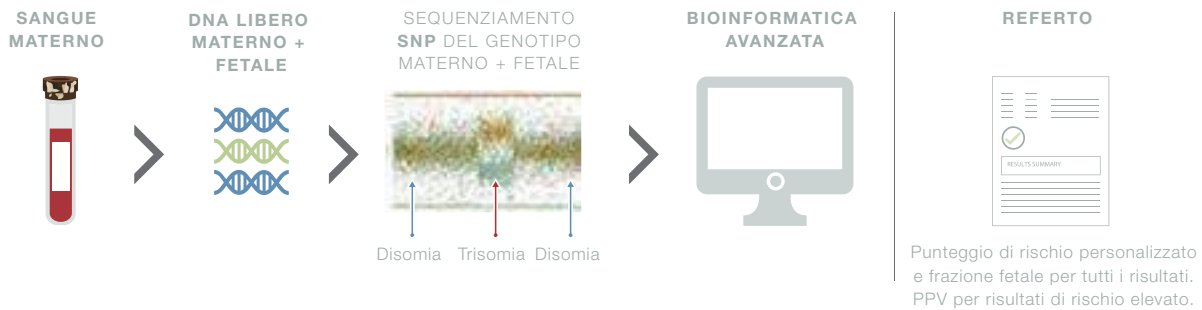 SANGUE
MATERNO
DNA LIBERO
MATERNO +
FETALE
SEQUENZIAMENTO
SNP DEL GENOTIPO
MATERNO + FETALE
Disomia Trisomia Disomia
BIOINFORMATICA
AVANZATA
REFERTO
RESULTS SUMMARY
Punteggio di rischio personalizzato
e frazione fetale per tutti i risultati.
PPV per risultati di rischio elevato.